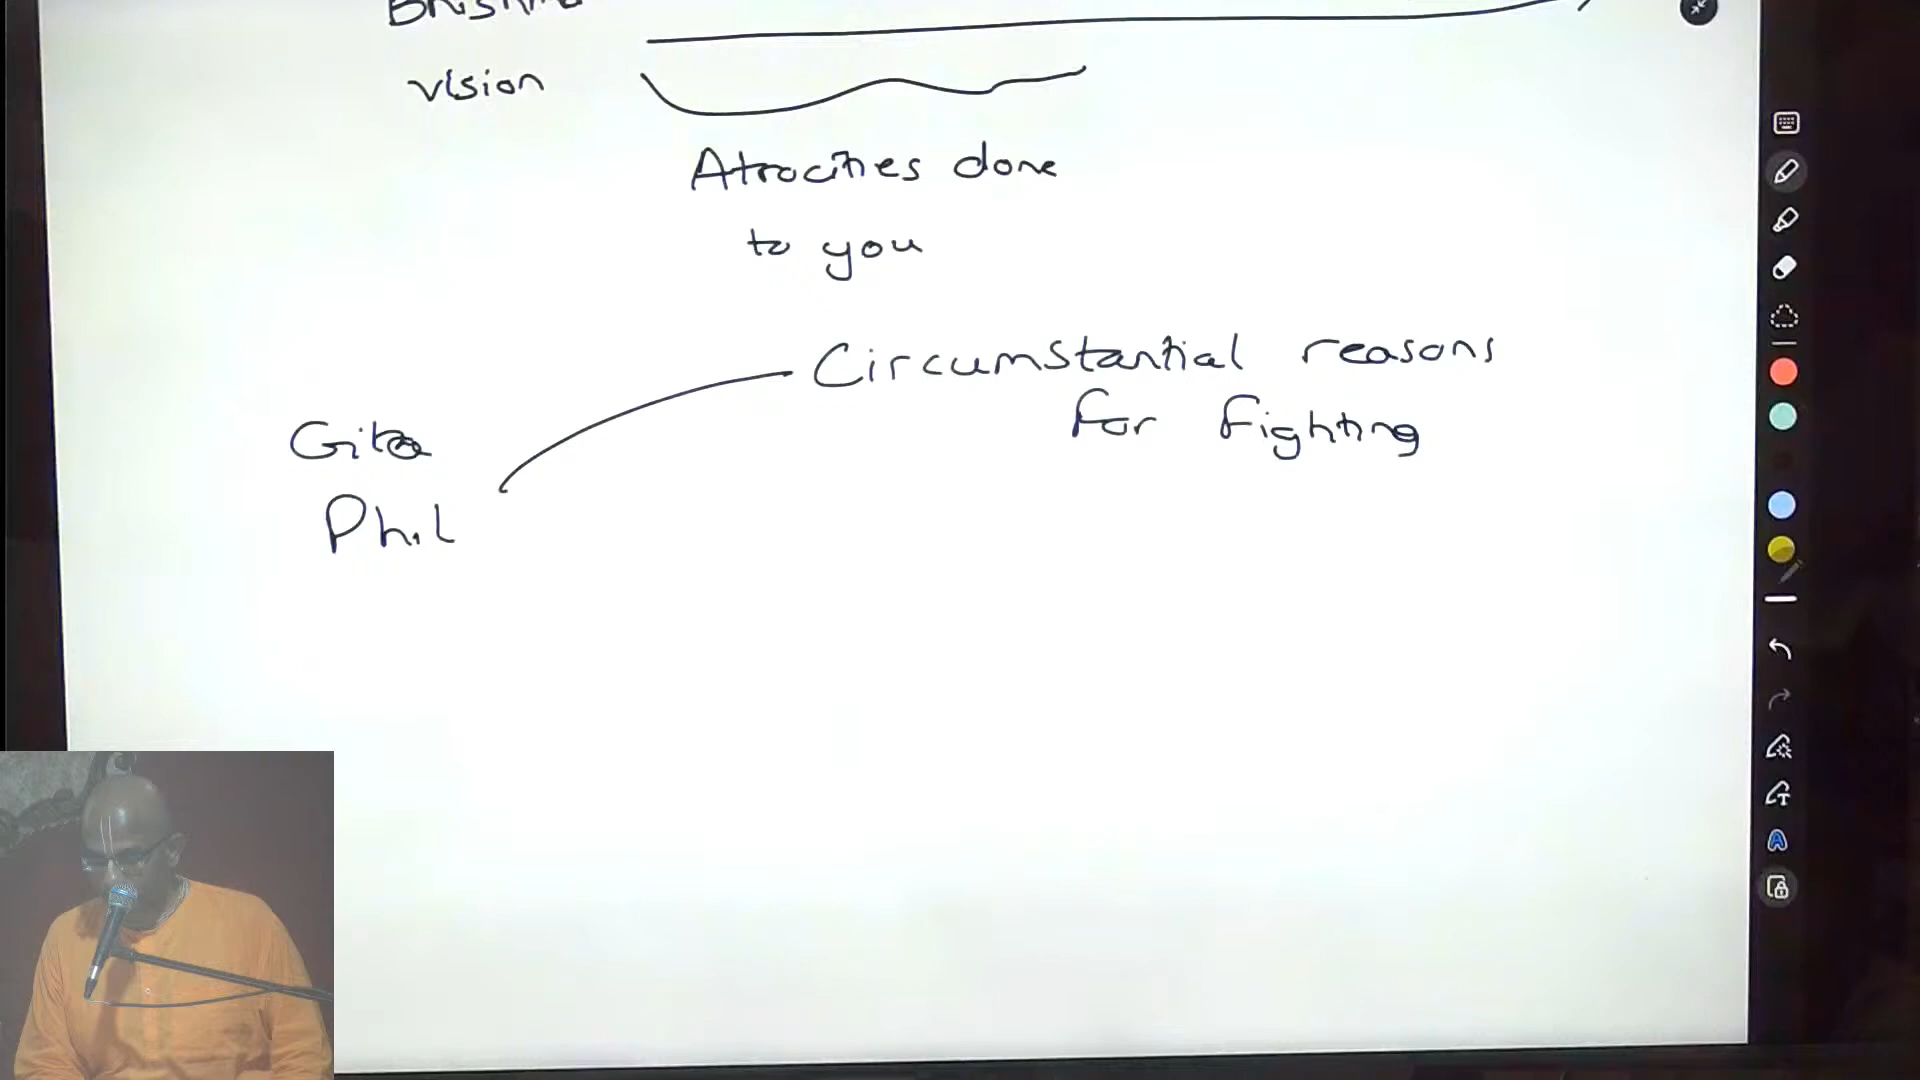 vision
Atrocities done
to you
Circumstantial reasons
for fighting
Gita
Phil